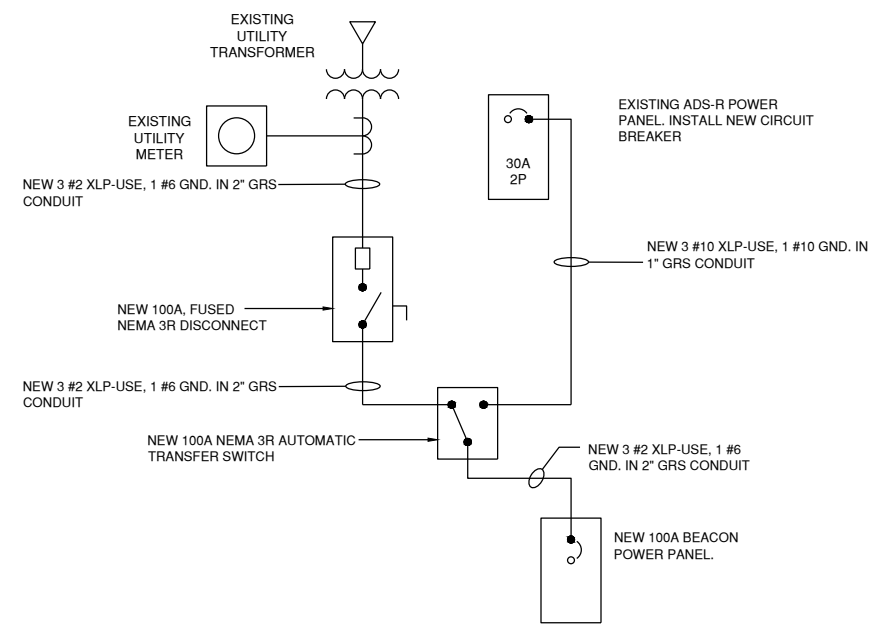 EXISTING
UTILITY
TRANSFORMER
EXISTING
UTILITY
METER
EXISTING ADS-R POWER
PANEL. INSTALL NEW CIRCUIT
BREAKER
30A
2P
NEW 3 #2 XLP-USE, 1 #6 GND. IN 2" GRS
CONDUIT
NEW 3 #10 XLP-USE, 1 #10 GND. IN
1" GRS CONDUIT
NEW 100A, FUSED
NEMA 3R DISCONNECT
NEW 3 #2 XLP-USE, 1 #6 GND. IN 2" GRS
CONDUIT
NEW 100A NEMA 3R AUTOMATIC
TRANSFER SWITCH
NEW 3 #2 XLP-USE, 1 #6
GND. IN 2" GRS CONDUIT
NEW 100A BEACON
POWER PANEL.